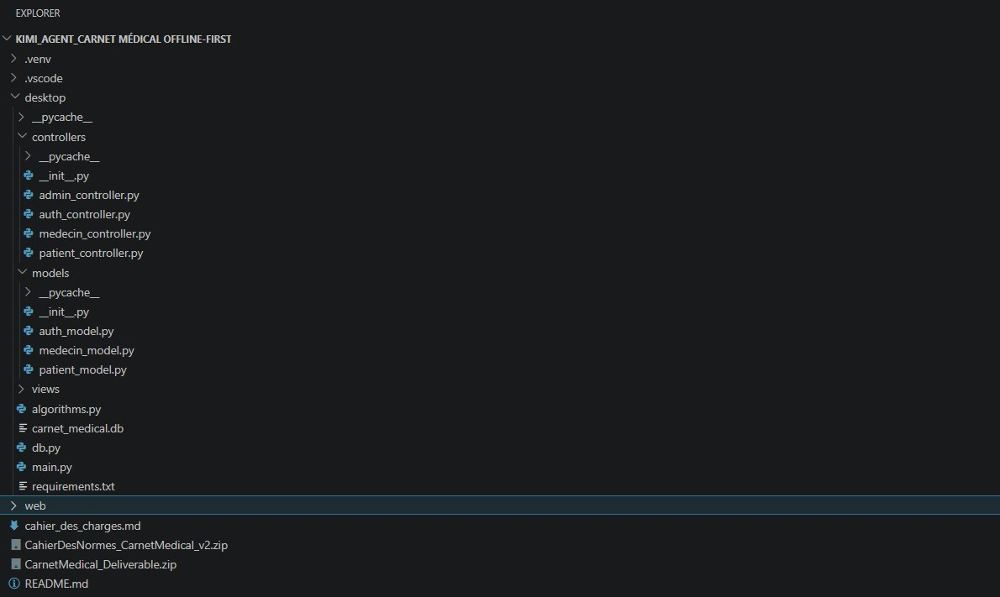 EXPLORER
KIMI_AGENT_CARNET MÉDICAL OFFLINE-FIRST
.venv
.vscode
desktop
__pycache__
controllers
__pycache__
__init__.py
admin_controller.py
auth_controller.py
medecin_controller.py
patient_controller.py
models
__pycache__
__init__.py
auth_model.py
medecin_model.py
patient_model.py
views
algorithms.py
carnet_medical.db
db.py
main.py
requirements.txt
web
cahier_des_charges.md
CahierDesNormes_CarnetMedical_v2.zip
CarnetMedical_Deliverable.zip
README.md